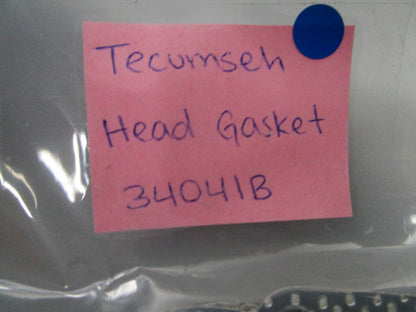 Tecumseh
Head Gasket
34041B